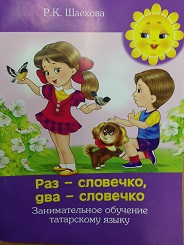 Р.К. Шаехова
Раз – словечко,
два – словечко
Занимательное обучение
татарскому языку